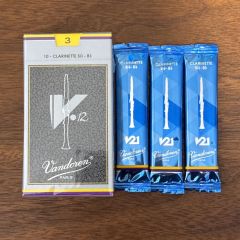 3
10 - CLARINETTE SIB - Bb
V•12
Vandoren
PARIS
CLARINETTE
SIB - Bb
V21
CLARINETTE
SIB - Bb
V21
CLARINETTE
SIB - Bb
V21